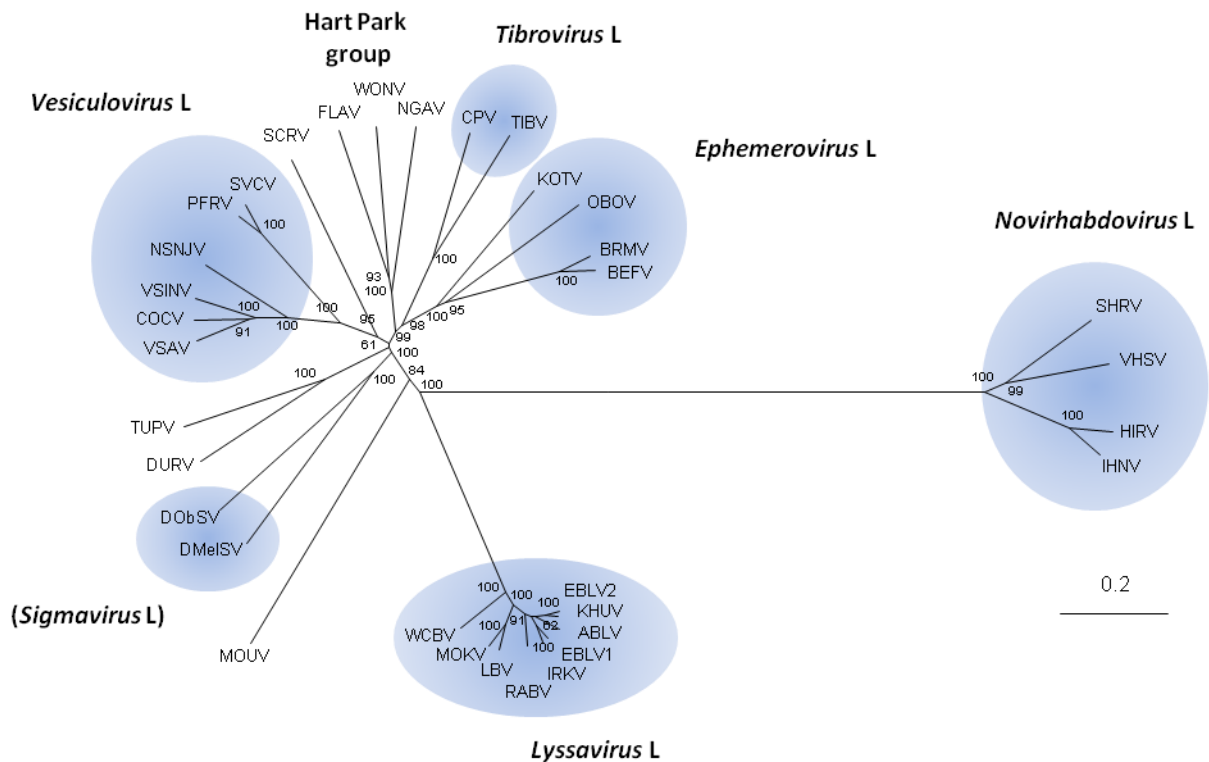 Hart Park
group
Tibrovirus L
Vesiculovirus L
WONV
FLAV
NGAV
SCRV
CPV
TIBV
Ephemerovirus L
SVCV
PFRV
100
KOTV
OBOV
Novirhabdovirus L
NSNJV
BRMV
BEFV
100
100
93
100
VSINV
COCV
VSAV
100
91
100
100
95
61
98
99
100
95
100
SHRV
VHSV
HIRV
IHNV
100
99
100
84
100
100
100
TUPV
DURV
DObSV
DMelSV
(Sigmavirus L)
MOUV
0.2
100
100
100
EBLV2
KHUV
82
ABLV
91
100
WCBV
MOKV
LBV
100
EBLV1
IRKV
RABV
Lyssavirus L